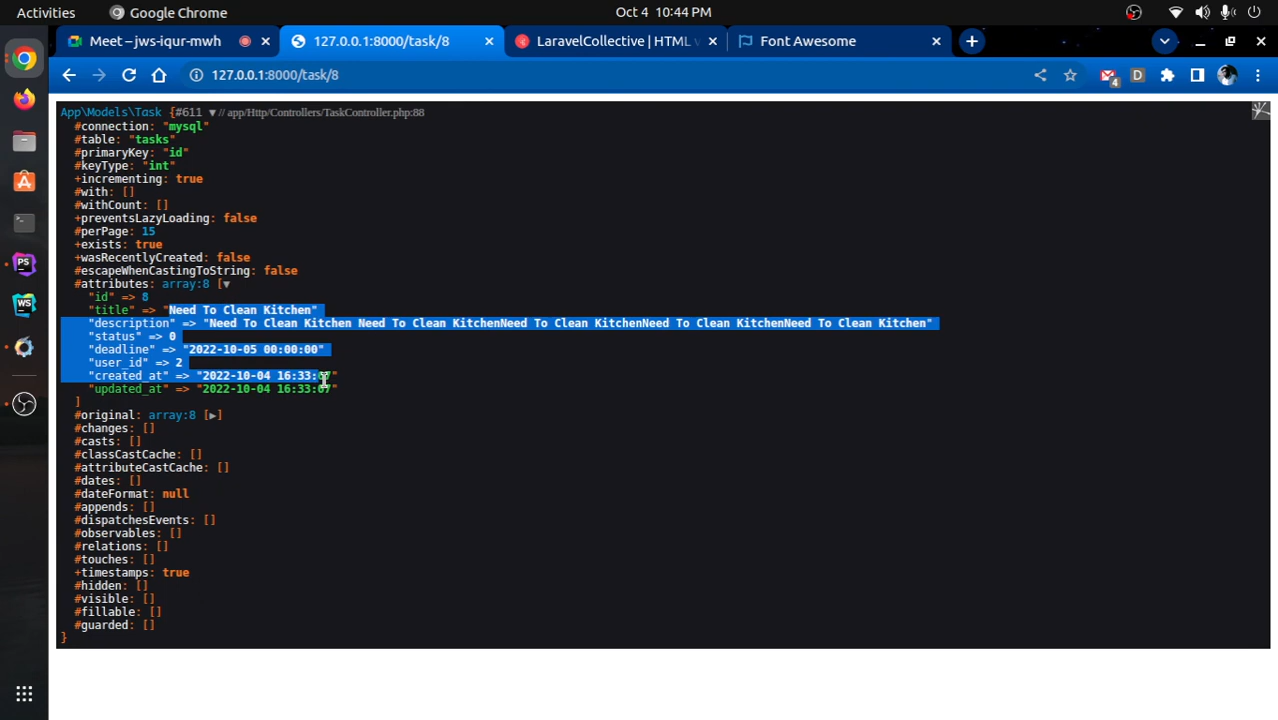 Activities
Google Chrome
Oct 4 10:44 PM
Meet – jws-iqur-mwh
127.0.0.1:8000/task/8
LaravelCollective | HTML
Font Awesome
127.0.0.1:8000/task/8
4
D
App\Models\Task {#611 ▼ // app/Http/Controllers/TaskController.php:88
#connection: "mysql"
#table: "tasks"
#primaryKey: "id"
#keyType: "int"
+incrementing: true
#with: []
#withCount: []
+preventsLazyLoading: false
#perPage: 15
+exists: true
+wasRecentlyCreated: false
#escapeWhenCastingToString: false
#attributes: array:8 [▼
"id" => 8
"title" => "Need To Clean Kitchen"
"description" => "Need To Clean Kitchen Need To Clean KitchenNeed To Clean KitchenNeed To Clean KitchenNeed To Clean Kitchen"
"status" => 0
"deadline" => "2022-10-05 00:00:00"
"user_id" => 2
"created_at" => "2022-10-04 16:33:07"
"updated_at" => "2022-10-04 16:33:07"
]
#original: array:8 [▶]
#changes: []
#casts: []
#classCastCache: []
#attributeCastCache: []
#dates: []
#dateFormat: null
#appends: []
#dispatchesEvents: []
#observables: []
#relations: []
#touches: []
+timestamps: true
#hidden: []
#visible: []
#fillable: []
#guarded: []
}
PS
WS